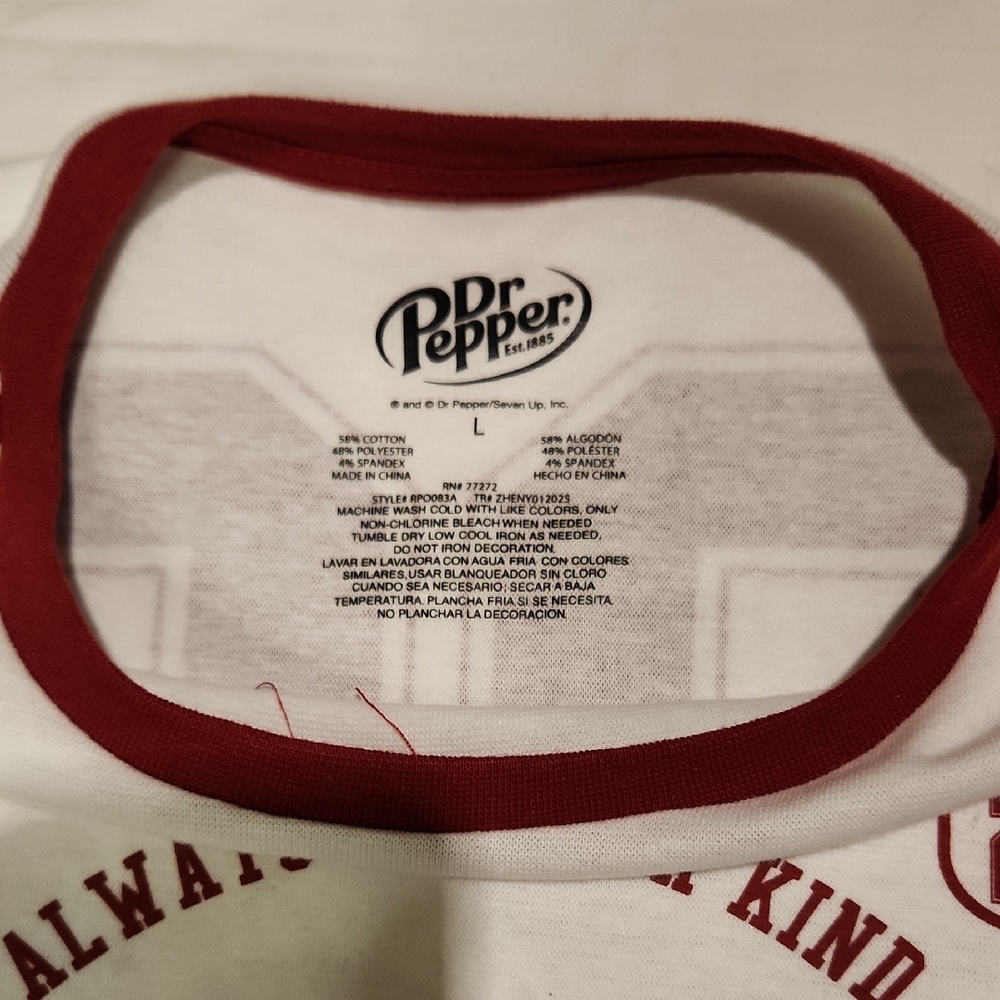 Dr
Pepper.
Est.1885
® and © Dr Pepper/Seven Up, Inc.
L
58% COTTON
48% POLYESTER
4% SPANDEX
MADE IN CHINA
58% ALGODÓN
48% POLÉSTER
4% SPANDEX
HECHO EN CHINA
RN# 77272
STYLE# RPO083A TR# ZHENY01202S
MACHINE WASH COLD WITH LIKE COLORS, ONLY
NON-CHLORINE BLEACH WHEN NEEDED
TUMBLE DRY LOW COOL IRON AS NEEDED,
DO NOT IRON DECORATION.
LAVAR EN LAVADORA CON AGUA FRIA CON COLORES
SIMILARES, USAR BLANQUEADOR SIN CLORO
CUANDO SEA NECESARIO; SECAR A BAJA
TEMPERATURA. PLANCHA FRIA SI SE NECESITA.
NO PLANCHAR LA DECORACION.
ALWAYS
KIND